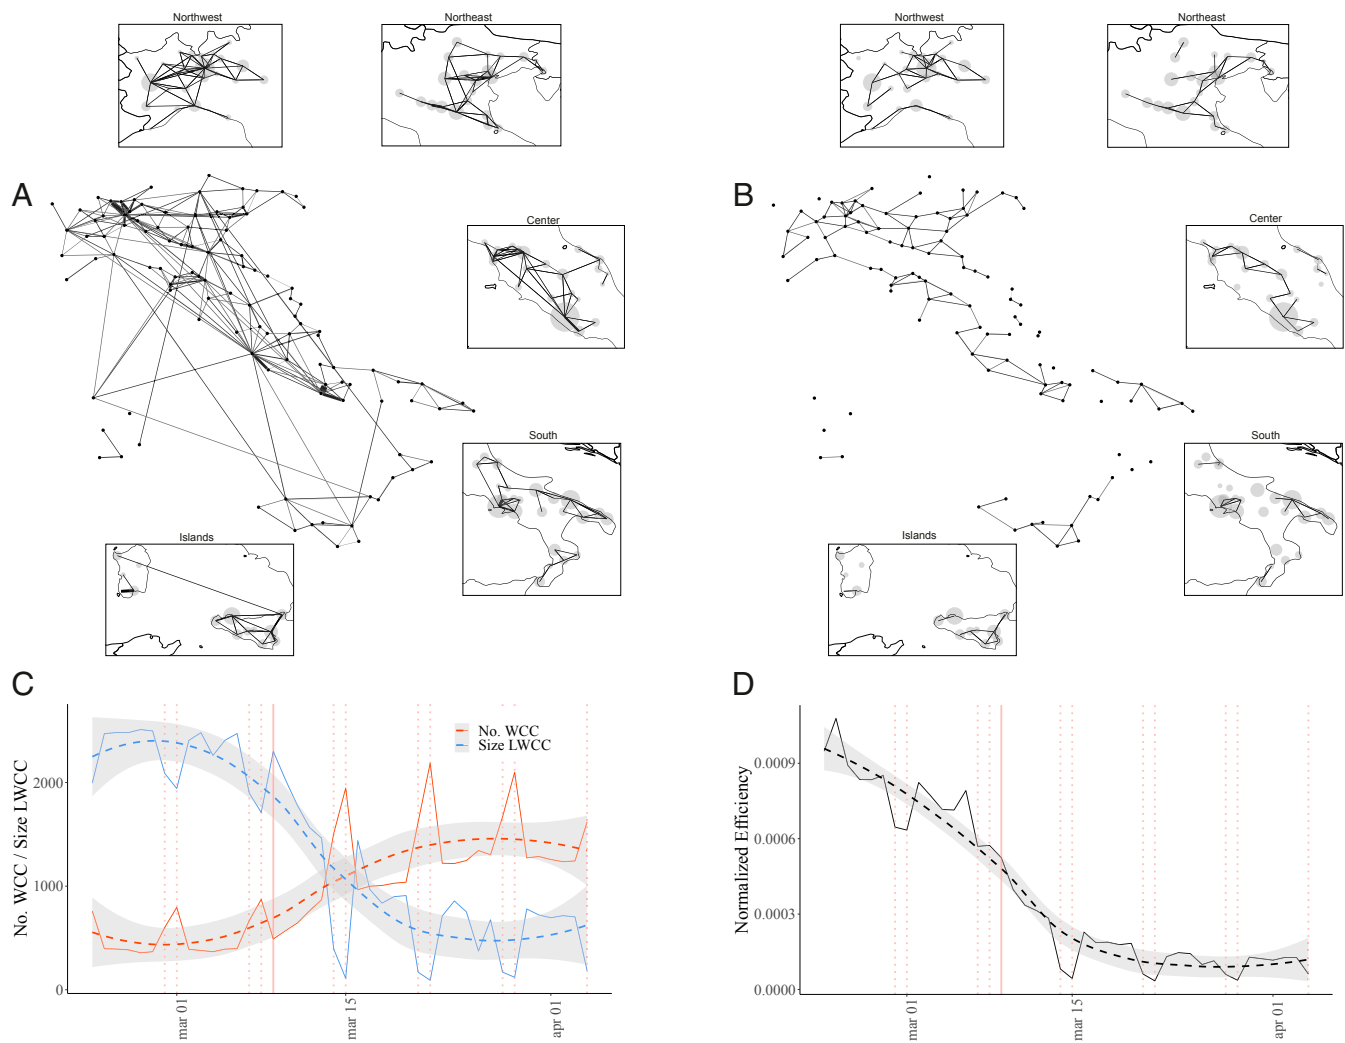 Northwest
Northeast
Northwest
Northeast
A
B
Center
Center
South
South
Islands
Islands
C
D
No. WCC / Size LWCC
2000
1000
0
No. WCC
Size LWCC
mar 01
mar 15
apr 01
Normalized Efficiency
0.0009
0.0006
0.0003
0.0000
mar 01
mar 15
apr 01